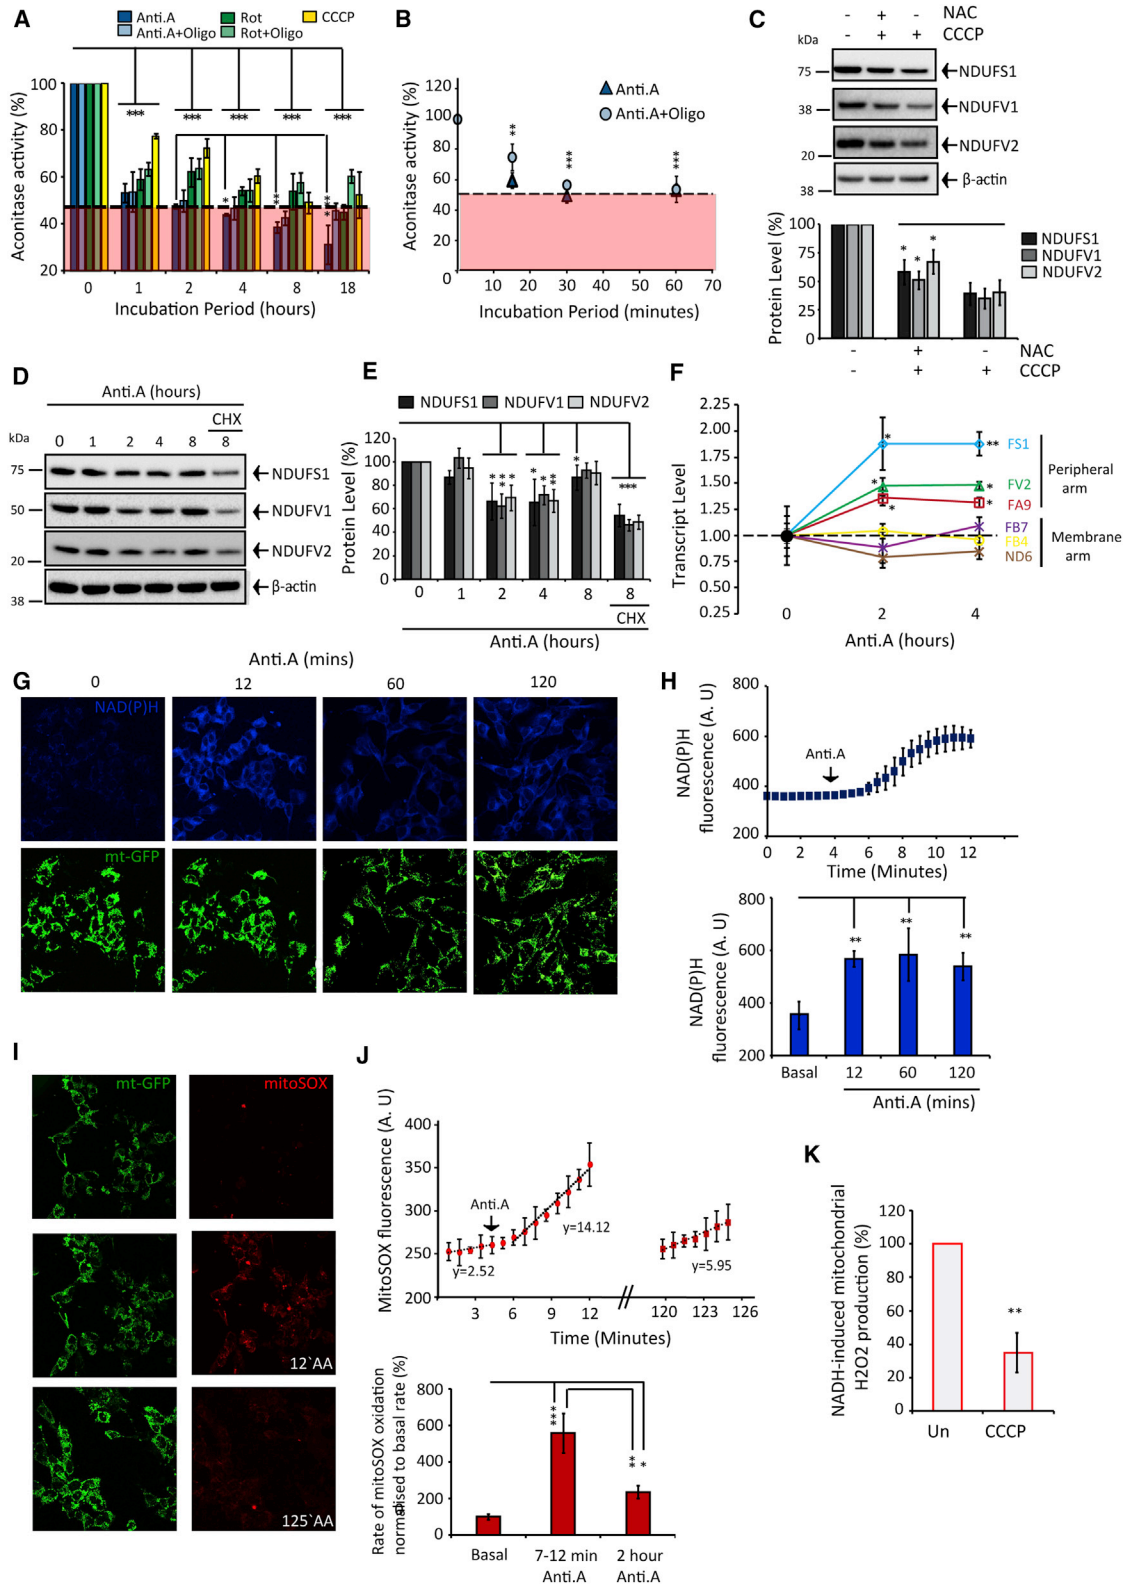 A
Anti.A
Anti.A+Oligo
Rot
Rot+Oligo
CCCP
Aconitase activity (%)
100
80
60
40
20
***
***
***
***
***
*
**
**
*
0 1 2 4 8 18
Incubation Period (hours)
B
Aconitase activity (%)
120
100
80
60
40
20
0
Anti.A
Anti.A+Oligo
**
***
***
0 10 20 30 40 50 60 70
Incubation Period (minutes)
C
- + - NAC
- + + CCCP
kDa
75
38
20
38
NDUFS1
NDUFV1
NDUFV2
β-actin
Protein Level (%)
100
75
50
25
0
* * *
NDUFS1
NDUFV1
NDUFV2
- + - NAC
- + + CCCP
D
Anti.A (hours)
CHX
kDa
0 1 2 4 8 8
75
50
20
38
NDUFS1
NDUFV1
NDUFV2
β-actin
E
NDUFS1 NDUFV1 NDUFV2
Protein Level (%)
120
100
80
60
40
20
0
* ** *
* * **
*
***
0 1 2 4 8 8
CHX
Anti.A (hours)
F
Transcript Level
2.25
2.00
1.75
1.50
1.25
1.00
0.75
0.50
0.25
* ** FS1
* * FV2
* * FA9
FB7
FB4
ND6
Peripheral
arm
Membrane
arm
0 2 4
Anti.A (hours)
G
Anti.A (mins)
0 12 60 120
NAD(P)H
mt-GFP
H
NAD(P)H
fluorescence (A. U)
800
600
400
200
Anti.A
0 2 4 6 8 10 12
Time (Minutes)
NAD(P)H
fluorescence (A. U)
800
600
400
200
** ** **
Basal 12 60 120
Anti.A (mins)
I
mt-GFP
mitoSOX
12`AA
125`AA
J
MitoSOX fluorescence (A. U)
400
350
300
250
200
Anti.A
y=2.52
y=14.12
y=5.95
3 6 9 12 120 123 126
Time (Minutes)
Rate of mitoSOX oxidation
normalised to basal rate (%)
800
600
400
200
0
***
** *
Basal 7-12 min 2 hour
Anti.A Anti.A
K
NADH-induced mitochondrial
H2O2 production (%)
120
100
80
60
40
20
0
**
Un CCCP